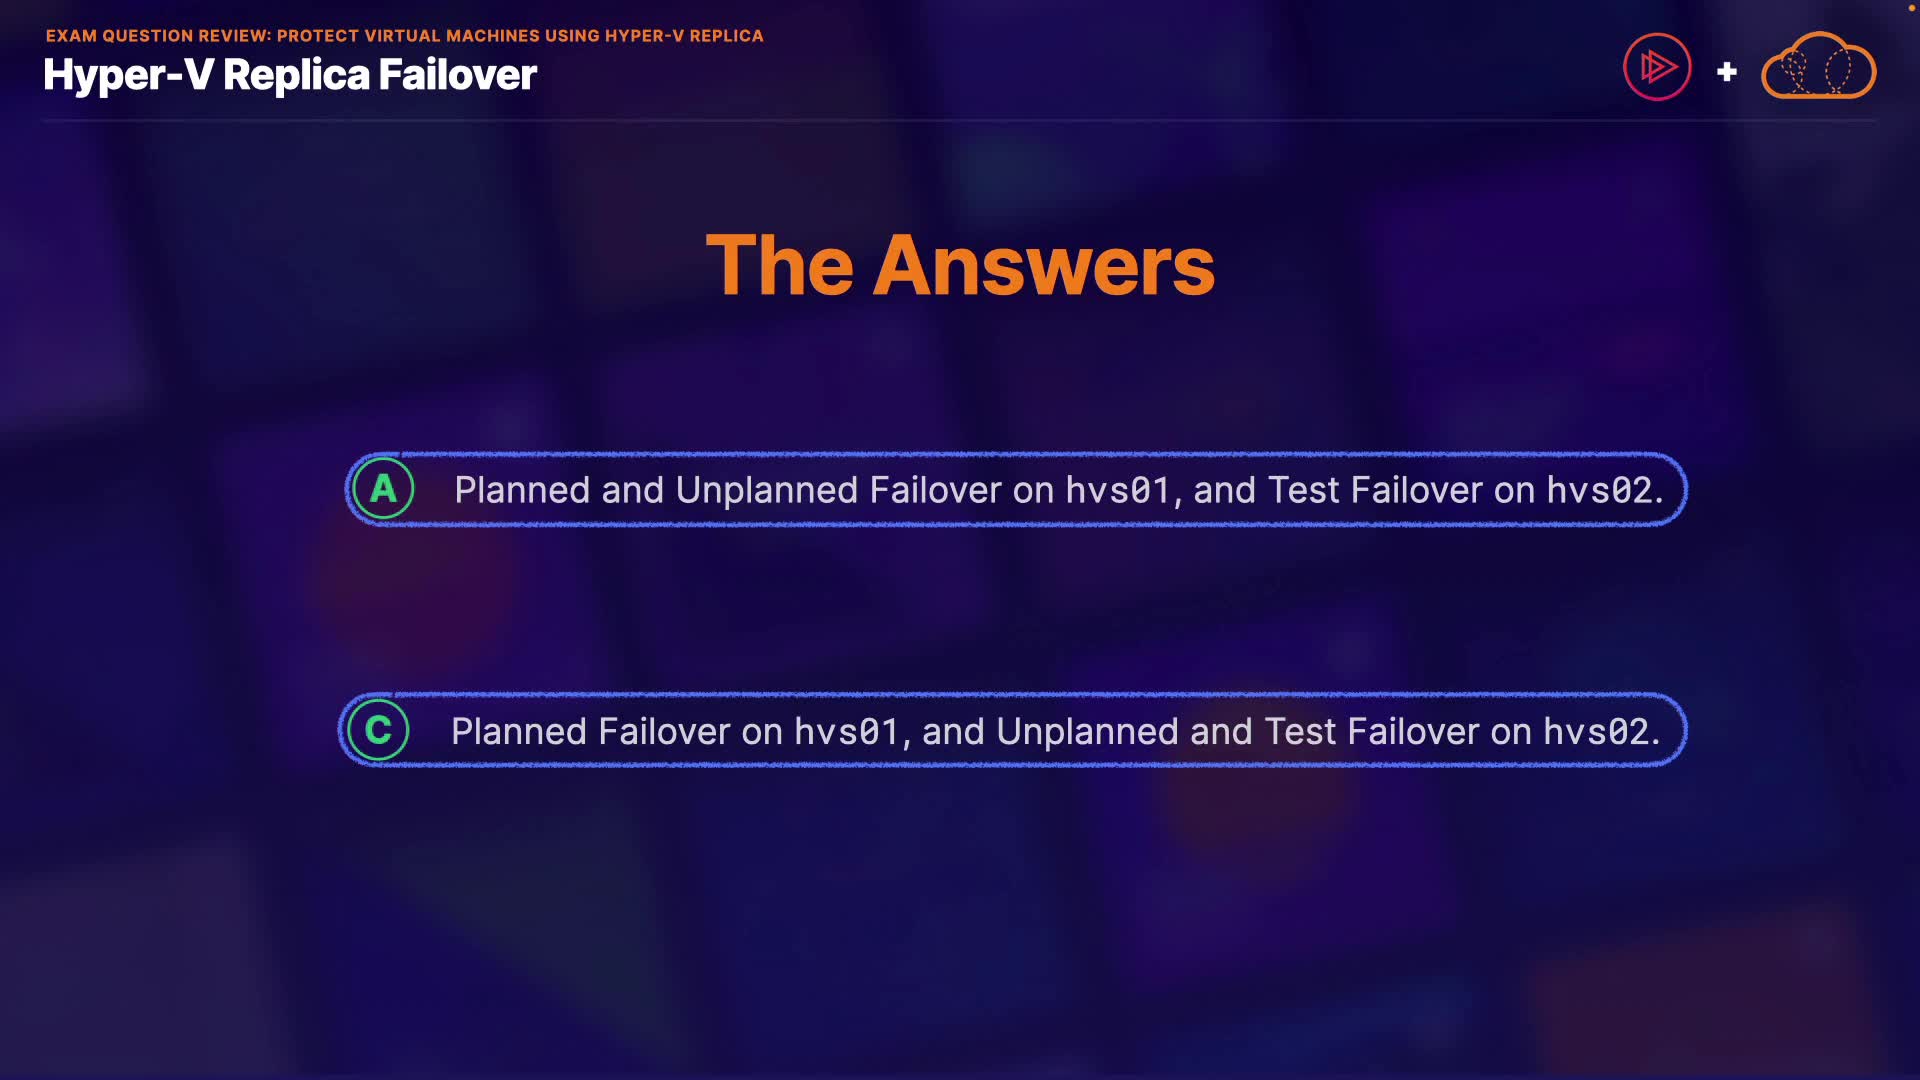 EXAM QUESTION REVIEW: PROTECT VIRTUAL MACHINES USING HYPER-V REPLICA
Hyper-V Replica Failover
+
The Answers
A Planned and Unplanned Failover on hvs01, and Test Failover on hvs02.
C Planned Failover on hvs01, and Unplanned and Test Failover on hvs02.